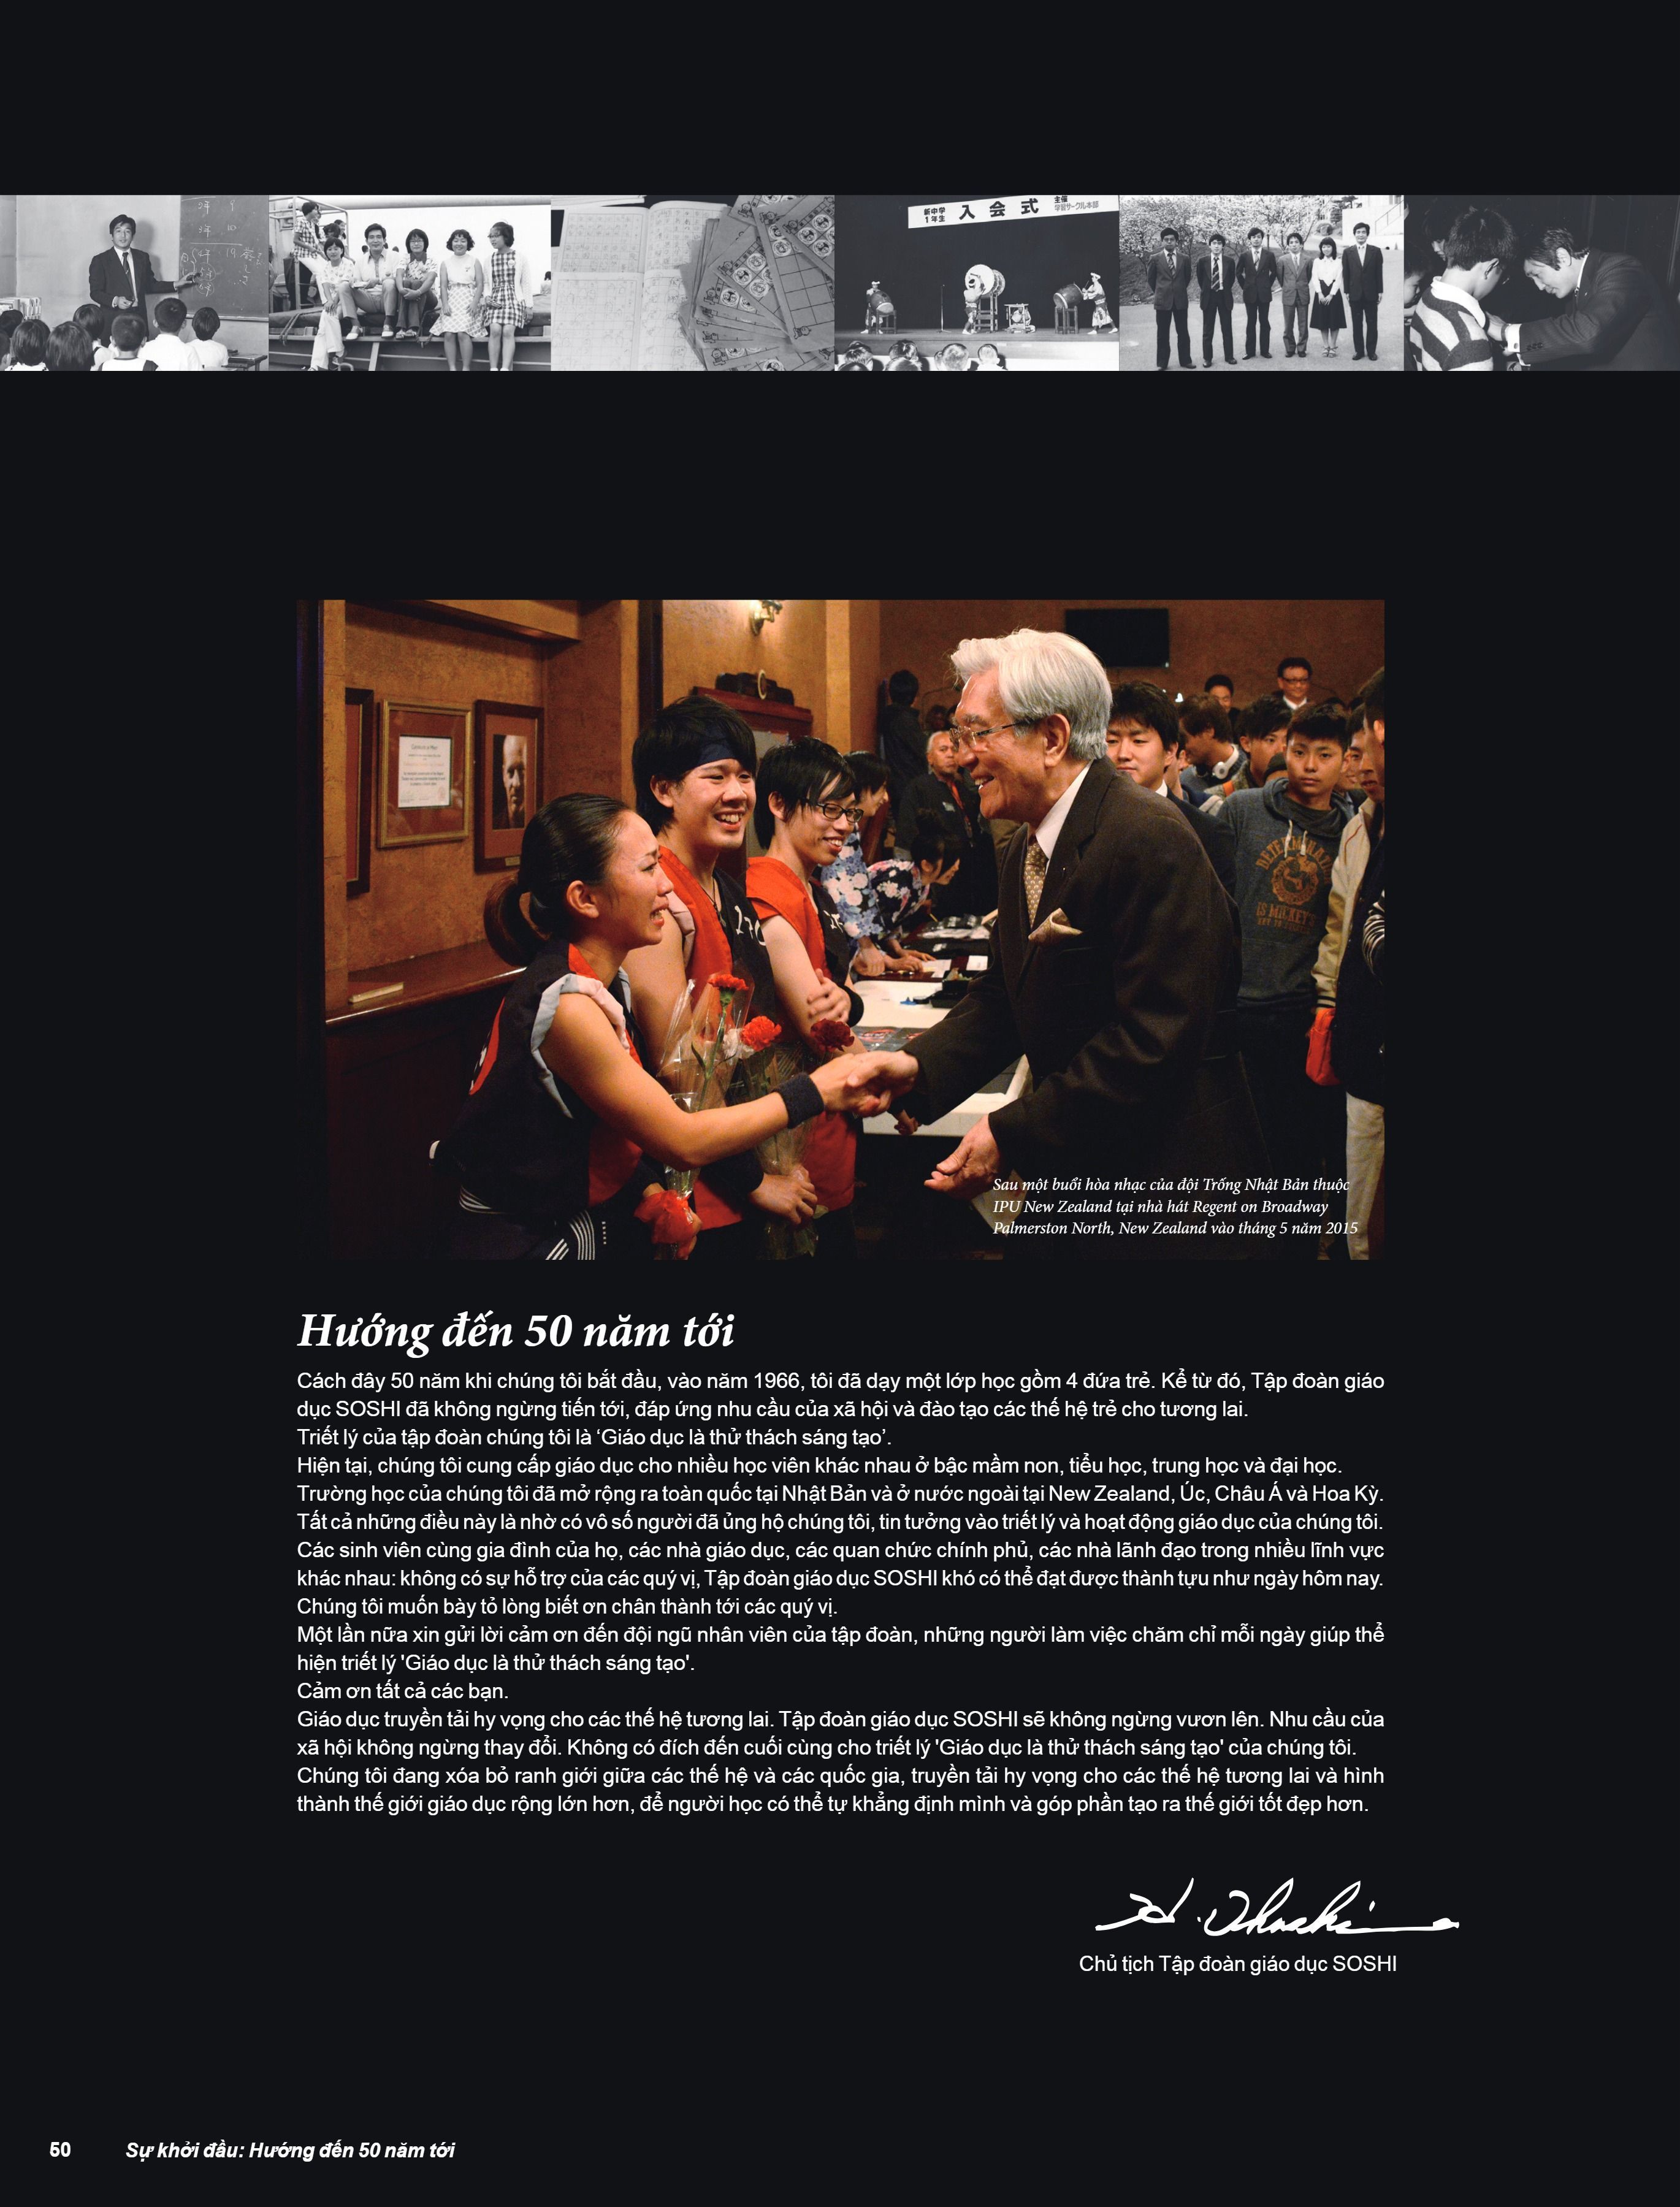 新中学
1年生
入会式
主催
学習サークル本部
Sau một buổi hòa nhạc của đội Trống Nhật Bản thuộc
IPU New Zealand tại nhà hát Regent on Broadway
Palmerston North, New Zealand vào tháng 5 năm 2015
Hướng đến 50 năm tới
Cách đây 50 năm khi chúng tôi bắt đầu, vào năm 1966, tôi đã dạy một lớp học gồm 4 đứa trẻ. Kể từ đó, Tập đoàn giáo
dục SOSHI đã không ngừng tiến tới, đáp ứng nhu cầu của xã hội và đào tạo các thế hệ trẻ cho tương lai.
Triết lý của tập đoàn chúng tôi là ‘Giáo dục là thử thách sáng tạo’.
Hiện tại, chúng tôi cung cấp giáo dục cho nhiều học viên khác nhau ở bậc mầm non, tiểu học, trung học và đại học.
Trường học của chúng tôi đã mở rộng ra toàn quốc tại Nhật Bản và ở nước ngoài tại New Zealand, Úc, Châu Á và Hoa Kỳ.
Tất cả những điều này là nhờ có vô số người đã ủng hộ chúng tôi, tin tưởng vào triết lý và hoạt động giáo dục của chúng tôi.
Các sinh viên cùng gia đình của họ, các nhà giáo dục, các quan chức chính phủ, các nhà lãnh đạo trong nhiều lĩnh vực
khác nhau: không có sự hỗ trợ của các quý vị, Tập đoàn giáo dục SOSHI khó có thể đạt được thành tựu như ngày hôm nay.
Chúng tôi muốn bày tỏ lòng biết ơn chân thành tới các quý vị.
Một lần nữa xin gửi lời cảm ơn đến đội ngũ nhân viên của tập đoàn, những người làm việc chăm chỉ mỗi ngày giúp thể
hiện triết lý 'Giáo dục là thử thách sáng tạo'.
Cảm ơn tất cả các bạn.
Giáo dục truyền tải hy vọng cho các thế hệ tương lai. Tập đoàn giáo dục SOSHI sẽ không ngừng vươn lên. Nhu cầu của
xã hội không ngừng thay đổi. Không có đích đến cuối cùng cho triết lý 'Giáo dục là thử thách sáng tạo' của chúng tôi.
Chúng tôi đang xóa bỏ ranh giới giữa các thế hệ và các quốc gia, truyền tải hy vọng cho các thế hệ tương lai và hình
thành thế giới giáo dục rộng lớn hơn, để người học có thể tự khẳng định mình và góp phần tạo ra thế giới tốt đẹp hơn.
Chủ tịch Tập đoàn giáo dục SOSHI
50 Sự khởi đầu: Hướng đến 50 năm tới